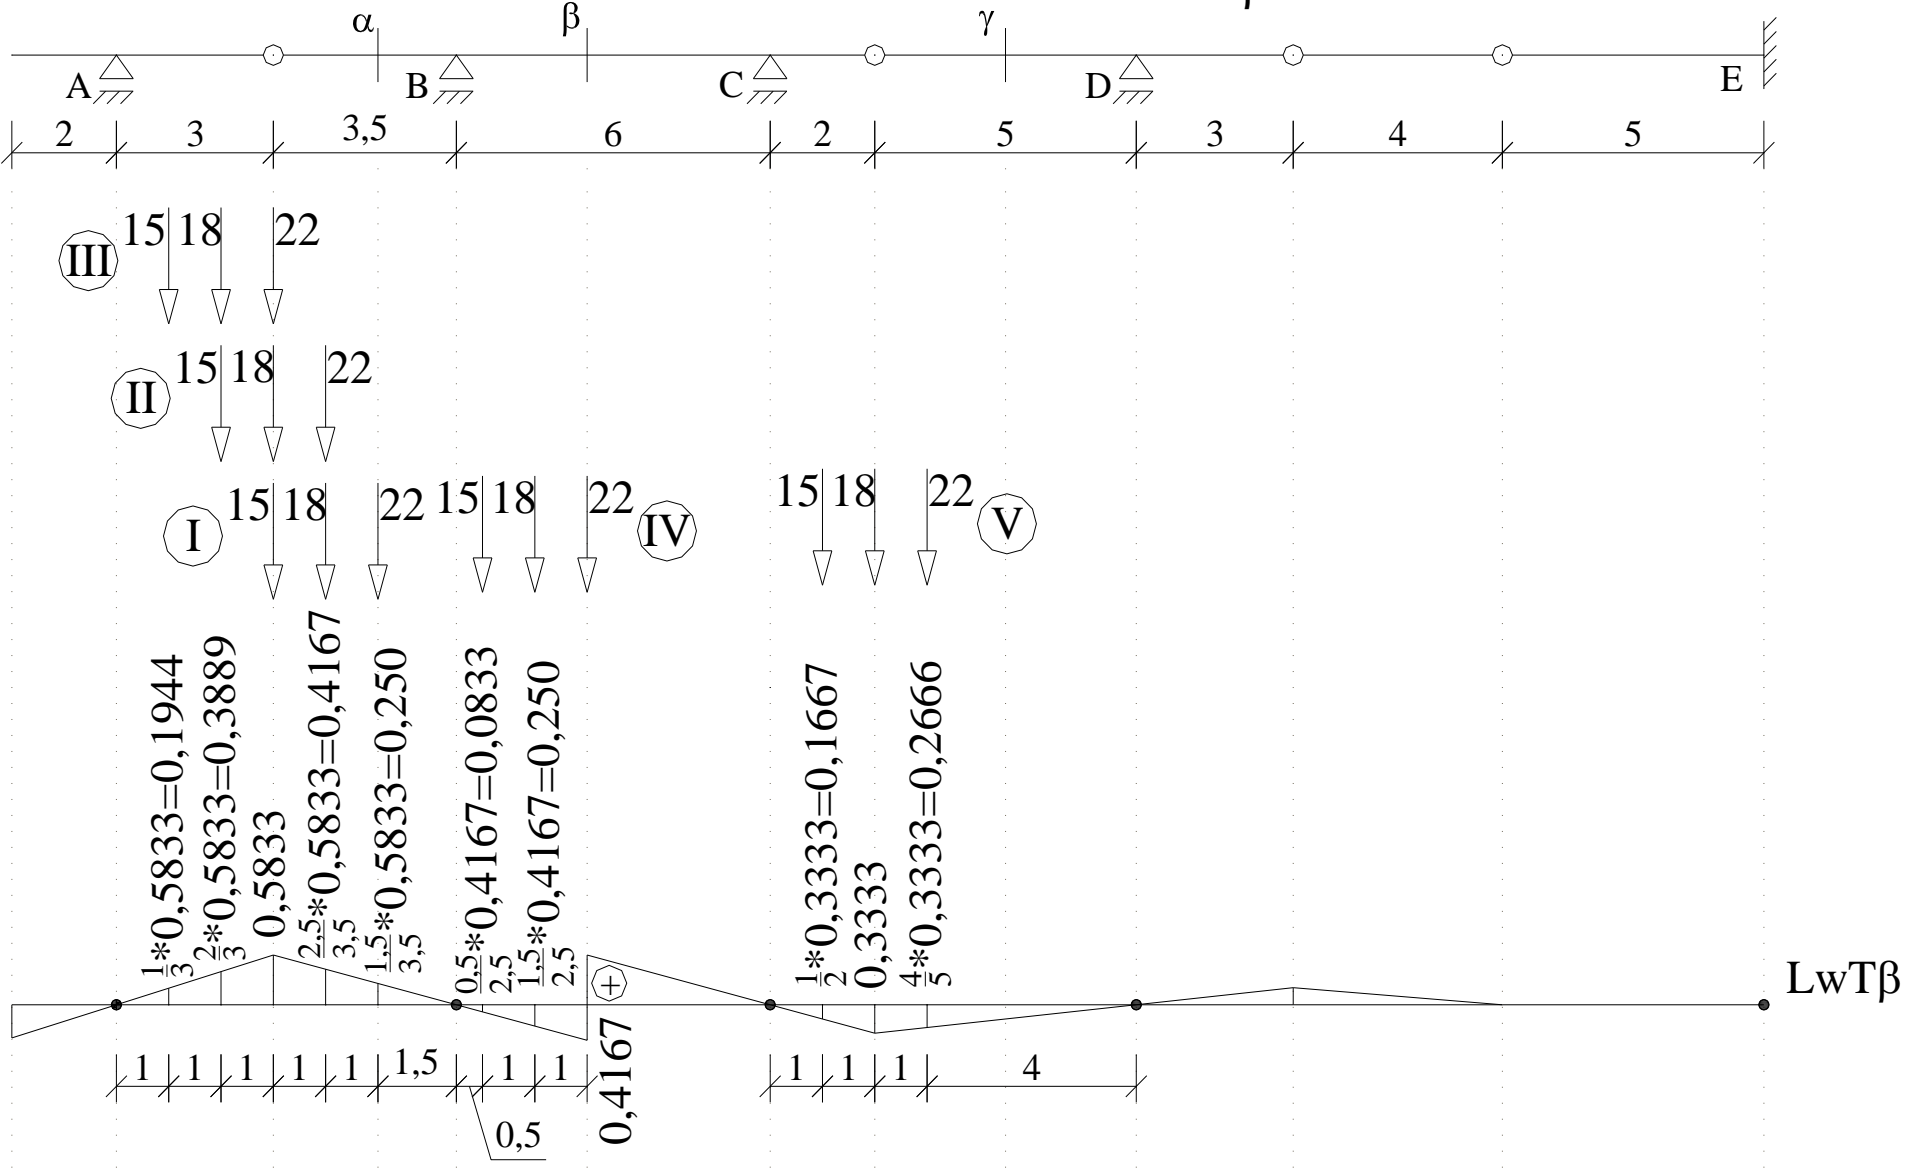 α β γ
A B C D E
2 3 3,5 6 2 5 3 4 5
III 15 18 22
II 15 18 22
I 15 18 22
15 18 22 IV
15 18 22 V
1/3*0,5833=0,1944
2/3*0,5833=0,3889
0,5833
2,5/3,5*0,5833=0,4167
1,5/3,5*0,5833=0,250
0,5/2,5*0,4167=0,0833
1,5/2,5*0,4167=0,250
+
0,4167
1/2*0,3333=0,1667
0,3333
4/5*0,3333=0,2666
LwTβ
1 1 1 1 1 1,5 1 1 1 1 1 4
0,5